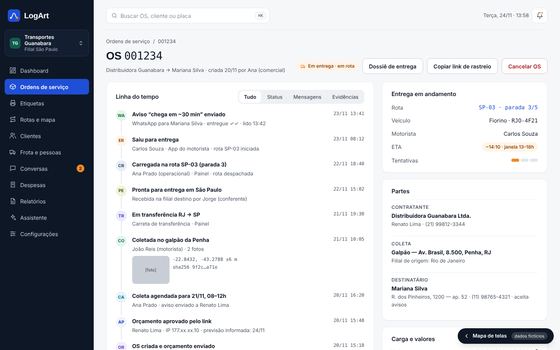 LogArt
TG
Transportes Guanabara
Filial São Paulo
Dashboard
Ordens de serviço
Etiquetas
Rotas e mapa
Clientes
Frota e pessoas
Conversas 2
Despesas
Relatórios
Assistente
Configurações
Buscar OS, cliente ou placa
⌘K
Terça, 24/11 · 13:58
Ordens de serviço / 001234
OS 001234
Distribuidora Guanabara → Mariana Silva · criada 20/11 por Ana (comercial)
Em entrega · em rota
Dossiê de entrega
Copiar link de rastreio
Cancelar OS
Linha do tempo
Tudo Status Mensagens Evidências
WA Aviso "chega em ~30 min" enviado 23/11 13:41
WhatsApp para Mariana Silva · entregue ✓✓ · lido 13:42
ER Saiu para entrega 23/11 08:12
Carlos Souza · App do motorista · rota SP-03 iniciada
CR Carregada na rota SP-03 (parada 3) 22/11 18:40
Ana Prado (operacional) · Painel · rota despachada
PE Pronta para entrega em São Paulo 22/11 15:02
Recebida na filial destino por Jorge (conferente)
TR Em transferência RJ → SP 21/11 19:30
Carreta de transferência · Painel
CO Coletada no galpão da Penha 21/11 10:05
João Reis (motorista) · 2 fotos
[foto]
-22.8432, -43.2788 ±6 m
sha256 9f2c…a71e
CA Coleta agendada para 21/11, 08–12h 20/11 16:20
Ana Prado · aviso enviado a Renato Lima
AP Orçamento aprovado pelo link 20/11 15:48
Renato Lima · IP 177.xx.xx.10 · previsão informada: 24/11
OR OS criada e orçamento enviado 20/11 15:18
Entrega em andamento
Rota SP-03 · parada 3/5
Veículo Fiorino · RJO-4F21
Motorista Carlos Souza
ETA ~14:10 · janela 13–18h
Tentativas
Partes
CONTRATANTE
Distribuidora Guanabara Ltda.
Renato Lima · (21) 99812-3344
COLETA
Galpão — Av. Brasil, 8.500, Penha, RJ
Filial de origem: Rio de Janeiro
DESTINATÁRIO
Mariana Silva
R. dos Pinheiros, 1200 — ap. 52 · (11) 98765-4321 · aceita
avisos
Carga e valores
Mapa de telas dados fictícios